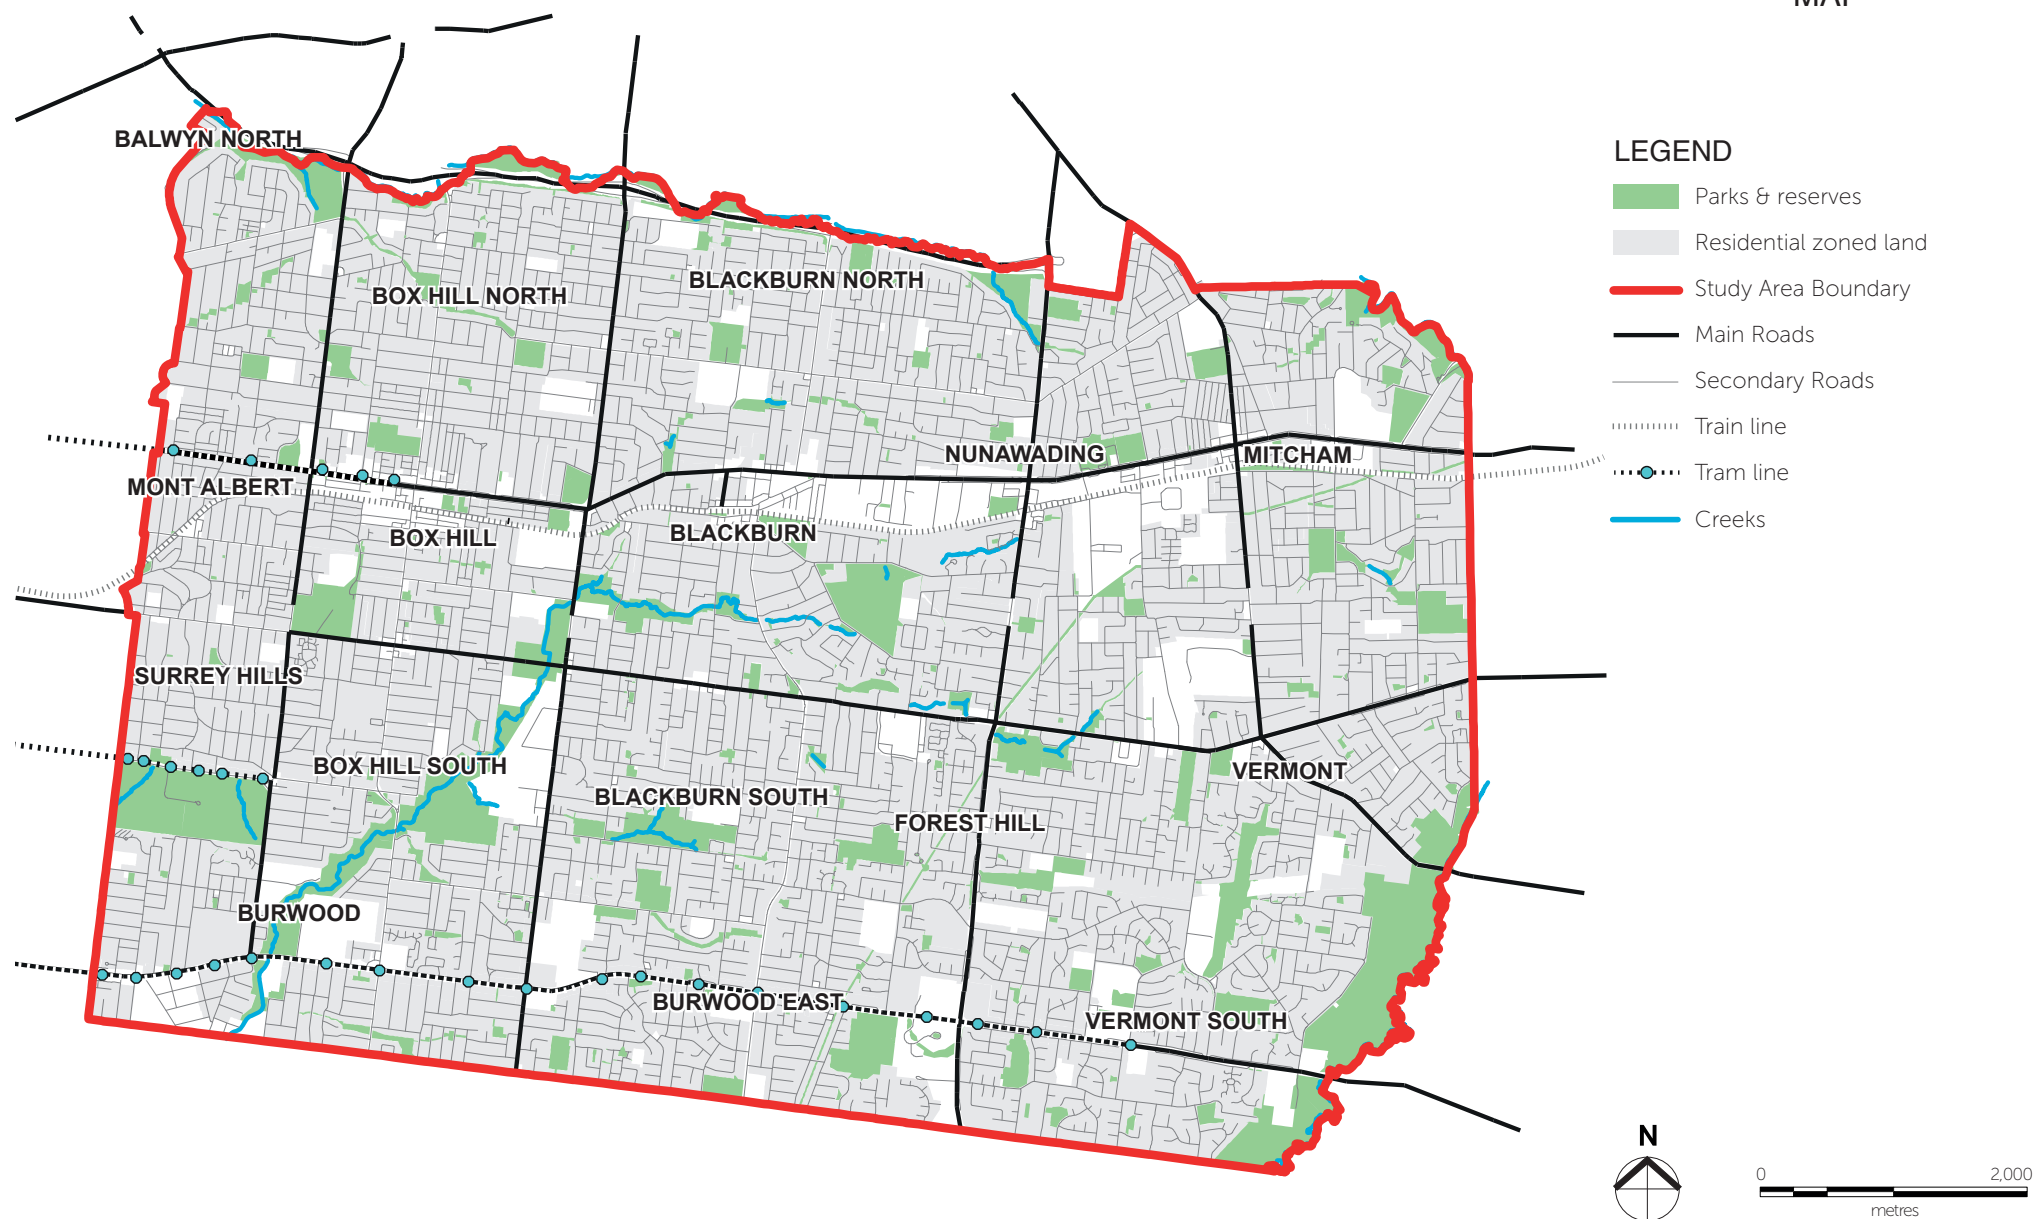 MAP
BALWYN NORTH
BOX HILL NORTH
BLACKBURN NORTH
NUNAWADING
MITCHAM
MONT ALBERT
BOX HILL
BLACKBURN
SURREY HILLS
BOX HILL SOUTH
BLACKBURN SOUTH
FOREST HILL
VERMONT
BURWOOD
BURWOOD EAST
VERMONT SOUTH
LEGEND
Parks & reserves
Residential zoned land
Study Area Boundary
Main Roads
Secondary Roads
Train line
Tram line
Creeks
N
0 2,000
metres